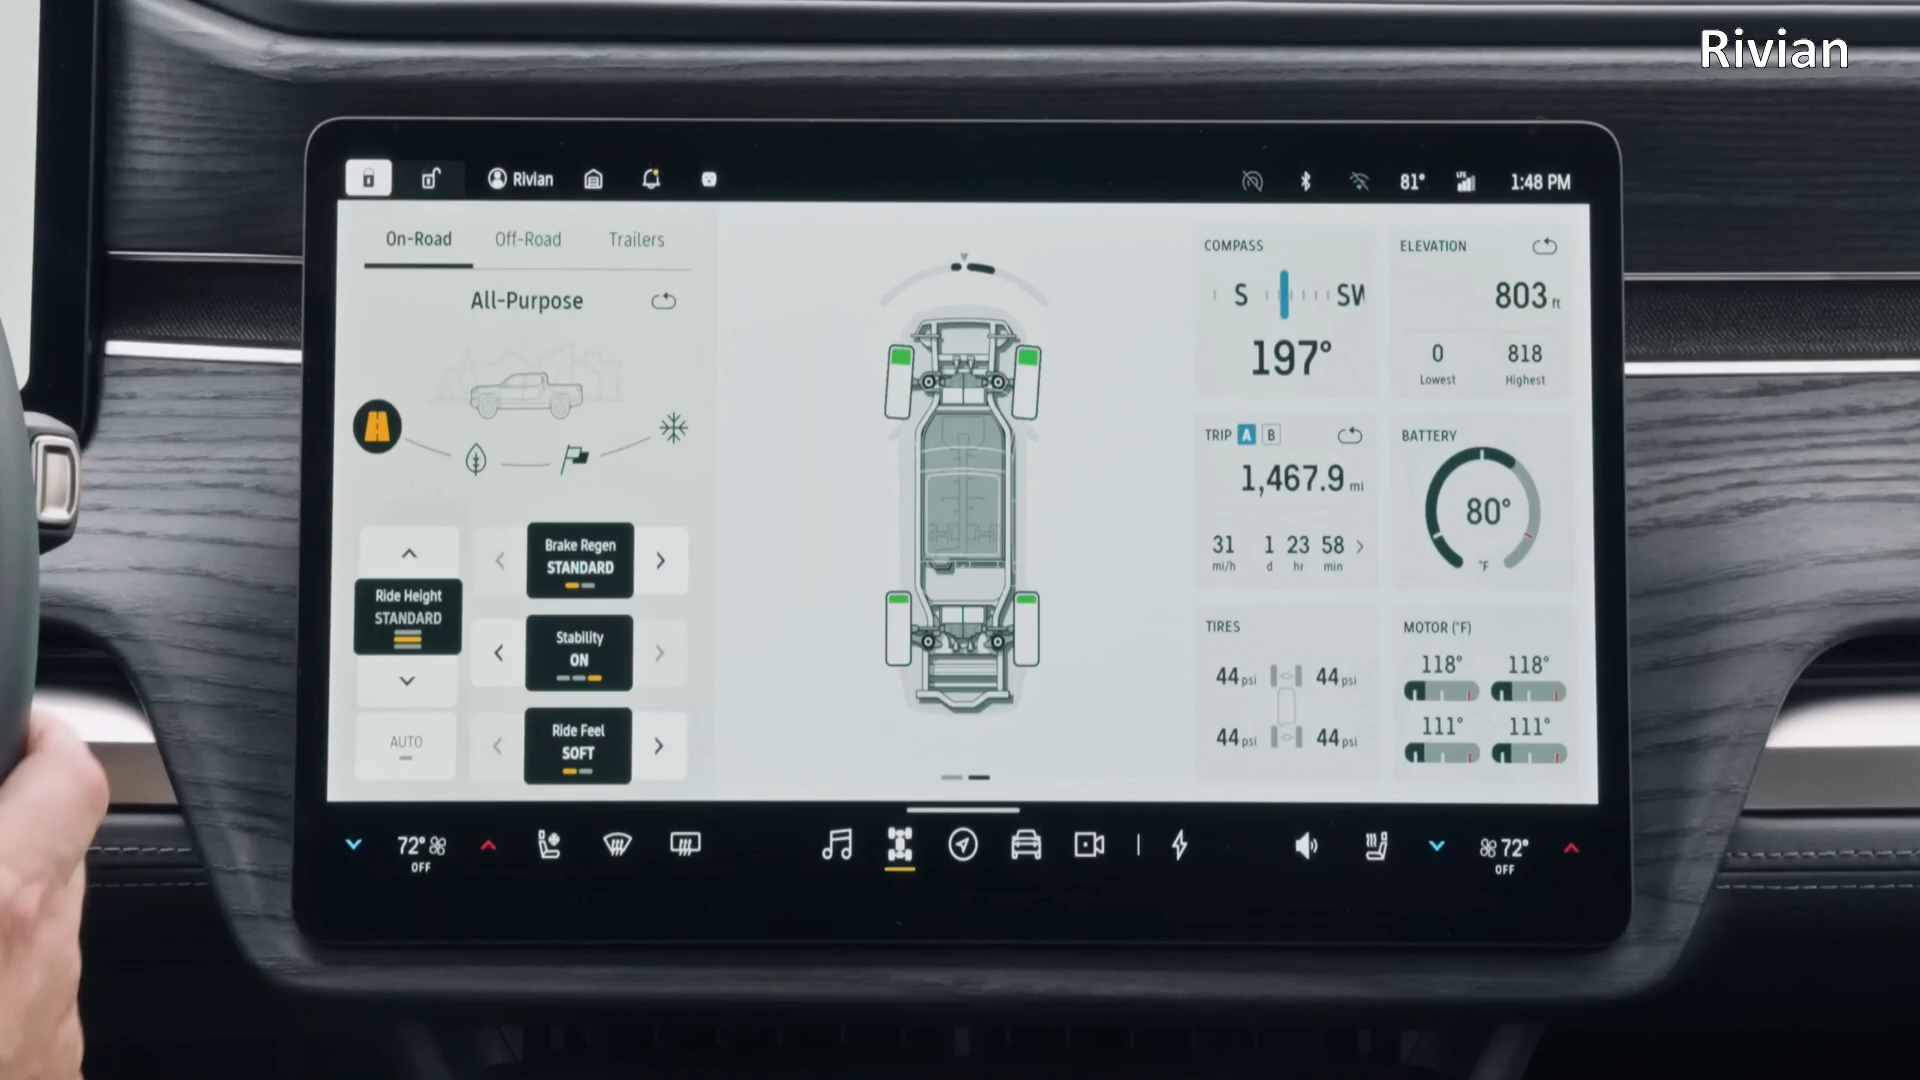 Rivian
Rivian
81°
LTE
1:48 PM
On-Road
Off-Road
Trailers
All-Purpose
Ride Height
STANDARD
AUTO
Brake Regen
STANDARD
Stability
ON
Ride Feel
SOFT
COMPASS
S
SW
197°
ELEVATION
803 ft
0
818
Lowest
Highest
TRIP A B
1,467.9 mi
31 1 23 58
mi/h d hr min
BATTERY
80°
°F
TIRES
44 psi 44 psi
44 psi 44 psi
MOTOR (°F)
118° 118°
111° 111°
72°
OFF
72°
OFF